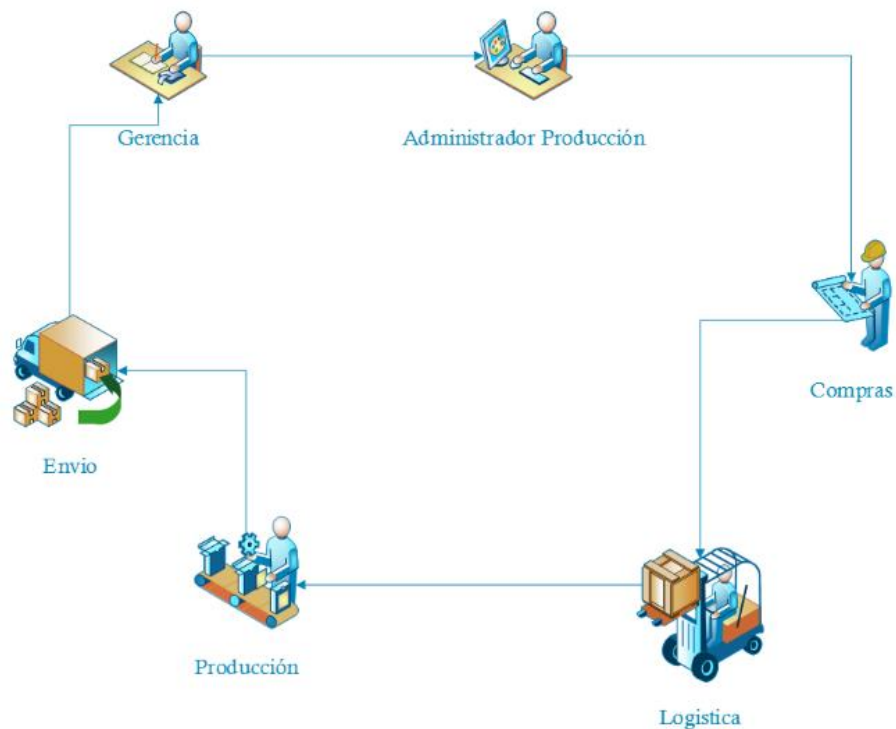 Gerencia
Administrador Producción
Compras
Envio
Producción
Logistica